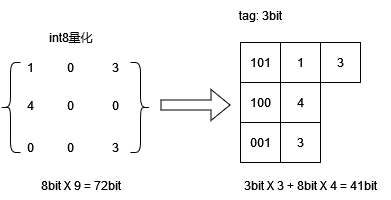 tag: 3bit
int8量化
1 0 3
4 0 0
0 0 3
101 1 3
100 4
001 3
8bit X 9 = 72bit
3bit X 3 + 8bit X 4 = 41bit